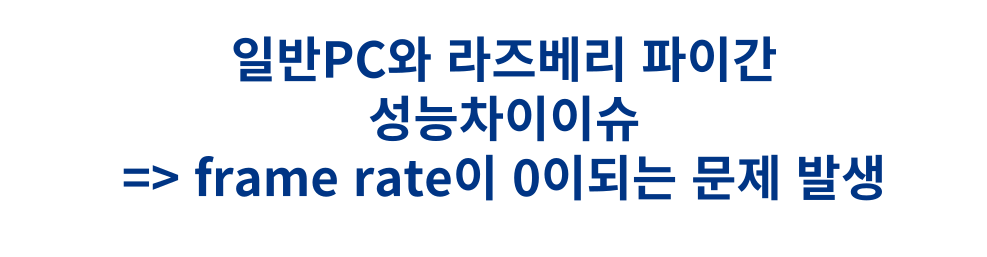 일반PC와 라즈베리 파이간
성능차이이슈
=> frame rate이 0이되는 문제 발생